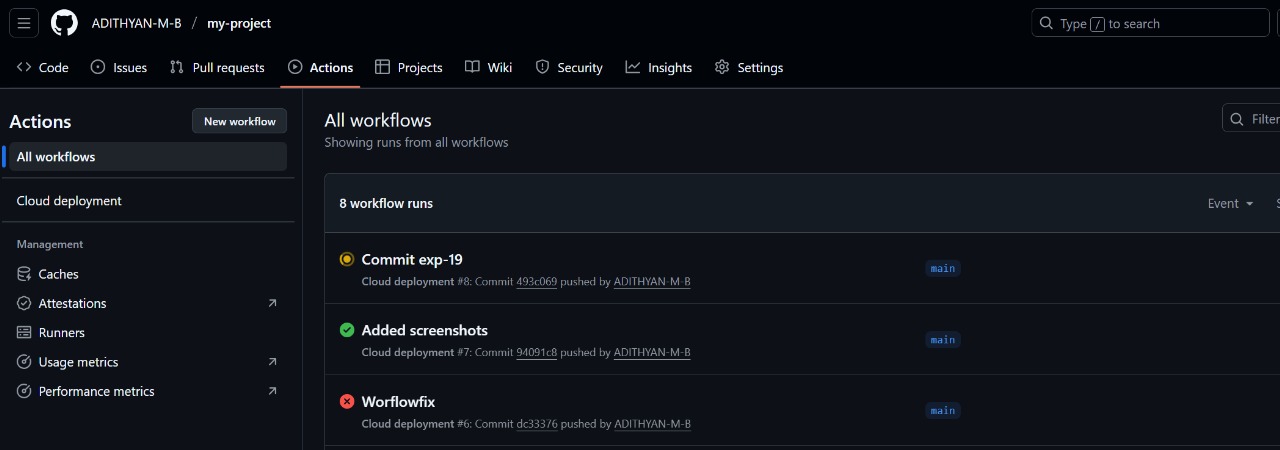 ADITHYAN-M-B / my-project
Type / to search
Code Issues Pull requests Actions Projects Wiki Security Insights Settings
Actions
New workflow
All workflows
Cloud deployment
Management
Caches
Attestations
Runners
Usage metrics
Performance metrics
All workflows
Showing runs from all workflows
Filter
8 workflow runs
Event
Commit exp-19
Cloud deployment #8: Commit 493c069 pushed by ADITHYAN-M-B
main
Added screenshots
Cloud deployment #7: Commit 94091c8 pushed by ADITHYAN-M-B
main
Worflowfix
Cloud deployment #6: Commit dc33376 pushed by ADITHYAN-M-B
main